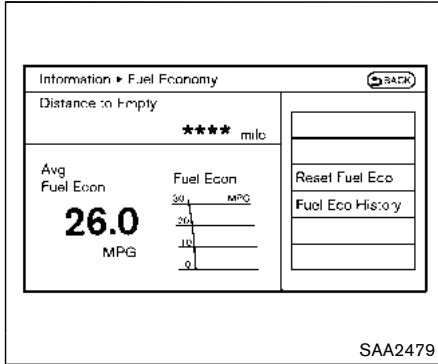 Information ▸ Fuel Economy
BACK
Distance to Empty
**** mile
Avg
Fuel Econ
26.0
MPG
Fuel Econ
30 MPG
20
10
0
Reset Fuel Eco
Fuel Eco History
SAA2479